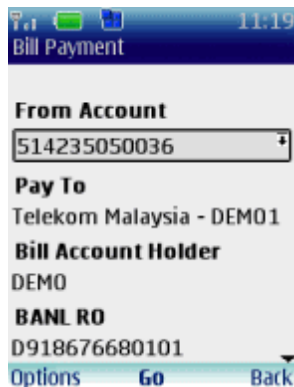 11:19
Bill Payment
From Account
514235050036
Pay To
Telekom Malaysia - DEMO1
Bill Account Holder
DEMO
BANL RO
D918676680101
Options Go Back